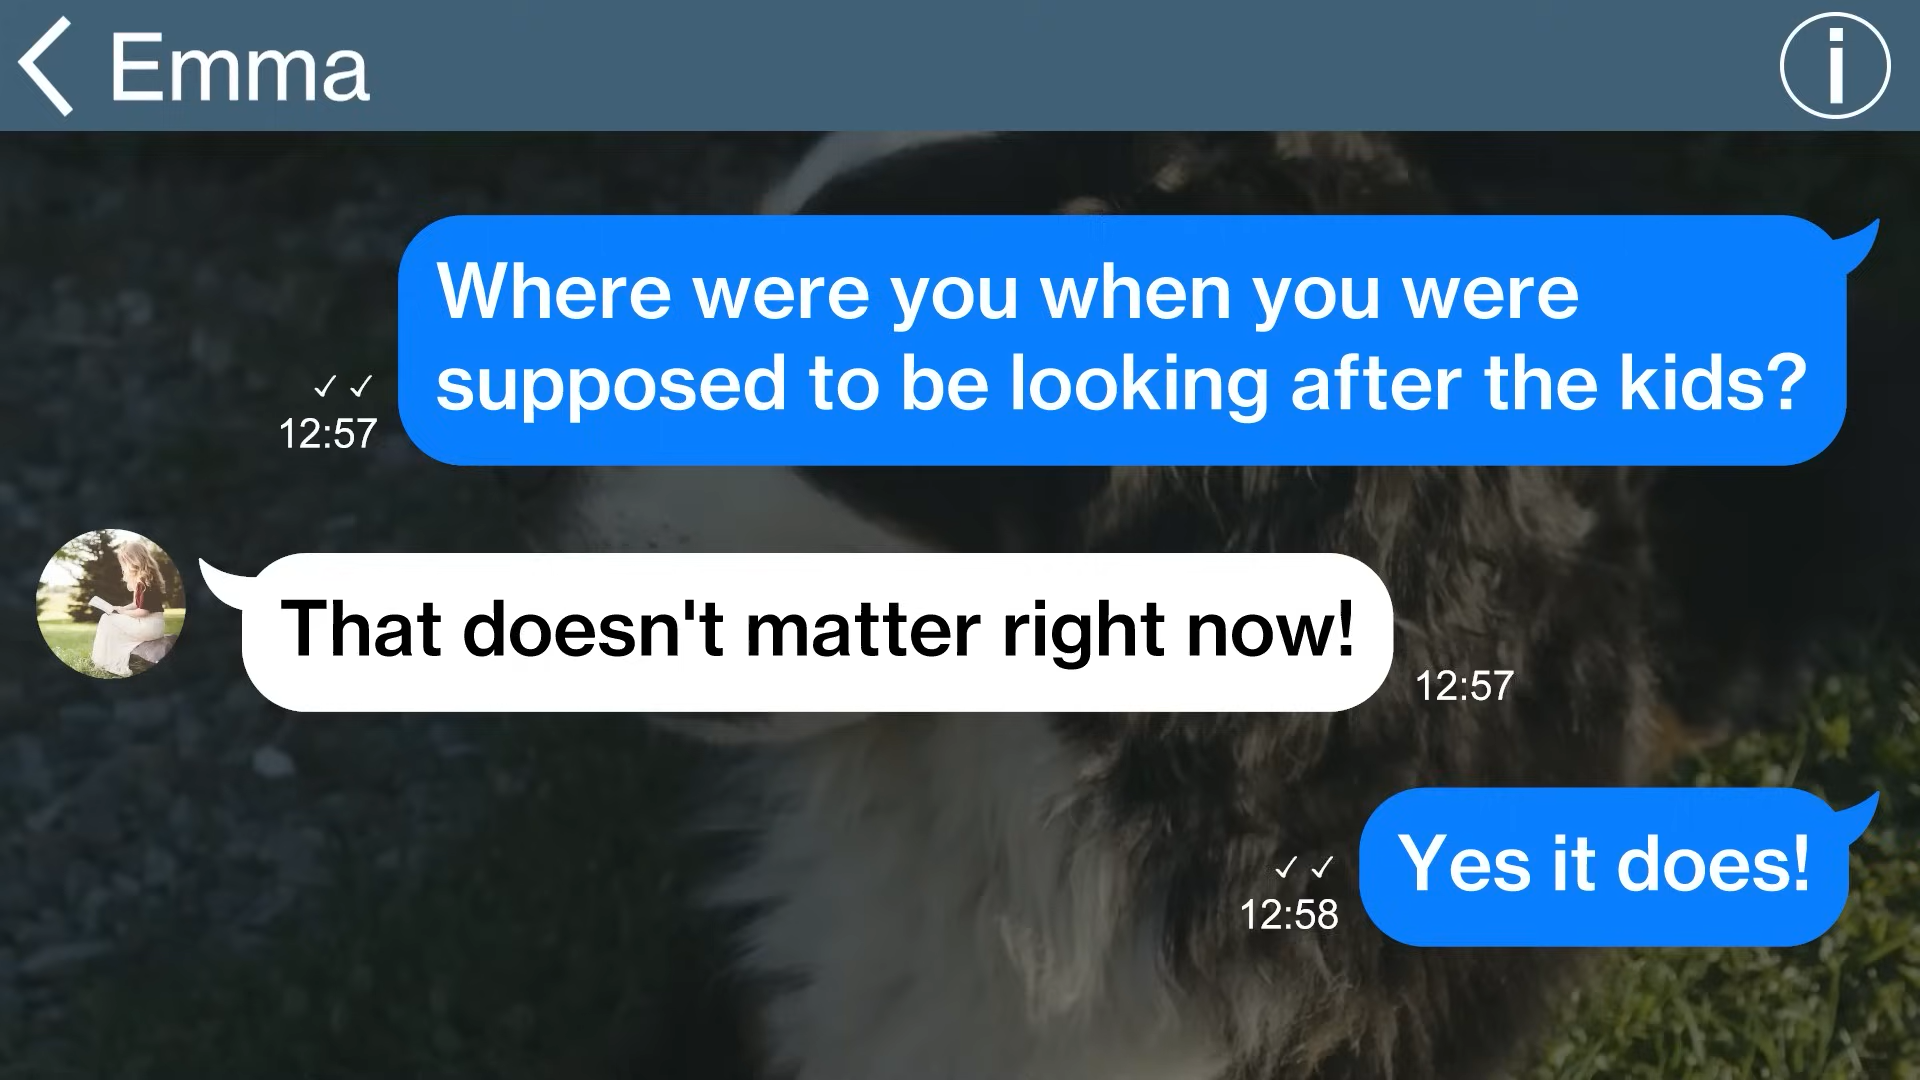 Emma
i
Where were you when you were
supposed to be looking after the kids?
✓✓
12:57
That doesn't matter right now!
12:57
Yes it does!
✓✓
12:58